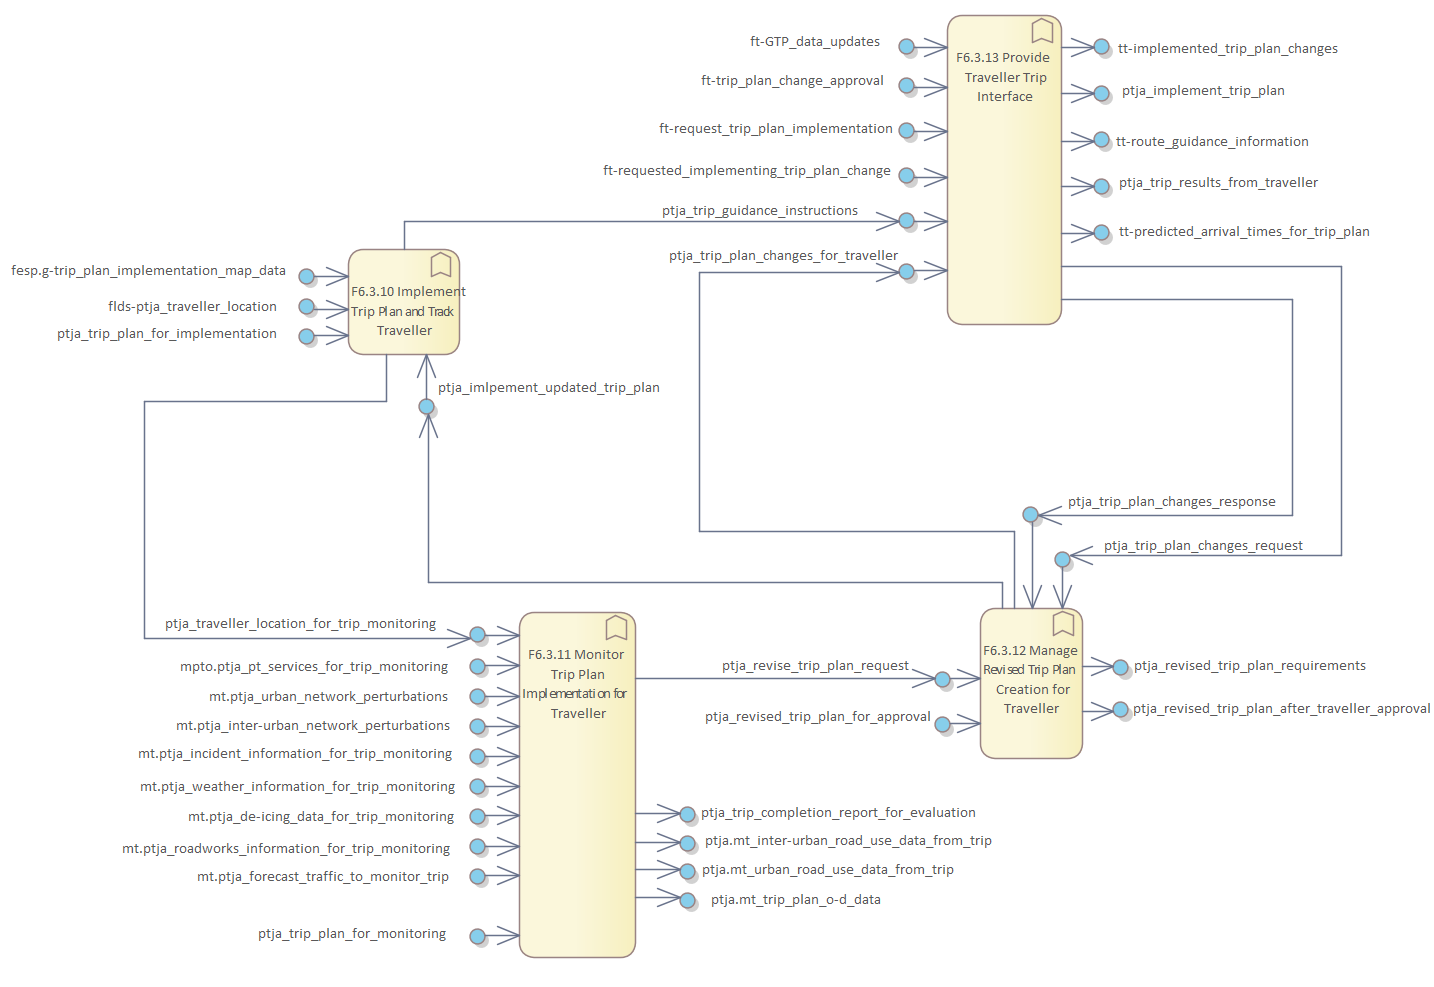 ft-GTP_data_updates
ft-trip_plan_change_approval
ft-request_trip_plan_implementation
ft-requested_implementing_trip_plan_change
ptja_trip_guidance_instructions
ptja_trip_plan_changes_for_traveller
F6.3.13 Provide
Traveller Trip
Interface
tt-implemented_trip_plan_changes
ptja_implement_trip_plan
tt-route_guidance_information
ptja_trip_results_from_traveller
tt-predicted_arrival_times_for_trip_plan
fesp.g-trip_plan_implementation_map_data
flds-ptja_traveller_location
ptja_trip_plan_for_implementation
F6.3.10 Implement
Trip Plan and Track
Traveller
ptja_imlpement_updated_trip_plan
ptja_trip_plan_changes_response
ptja_trip_plan_changes_request
ptja_traveller_location_for_trip_monitoring
mpto.ptja_pt_services_for_trip_monitoring
mt.ptja_urban_network_perturbations
mt.ptja_inter-urban_network_perturbations
mt.ptja_incident_information_for_trip_monitoring
mt.ptja_weather_information_for_trip_monitoring
mt.ptja_de-icing_data_for_trip_monitoring
mt.ptja_roadworks_information_for_trip_monitoring
mt.ptja_forecast_traffic_to_monitor_trip
ptja_trip_plan_for_monitoring
F6.3.11 Monitor
Trip Plan
Implementation for
Traveller
ptja_revise_trip_plan_request
ptja_revised_trip_plan_for_approval
F6.3.12 Manage
Revised Trip Plan
Creation for
Traveller
ptja_revised_trip_plan_requirements
ptja_revised_trip_plan_after_traveller_approval
ptja_trip_completion_report_for_evaluation
ptja.mt_inter-urban_road_use_data_from_trip
ptja.mt_urban_road_use_data_from_trip
ptja.mt_trip_plan_o-d_data